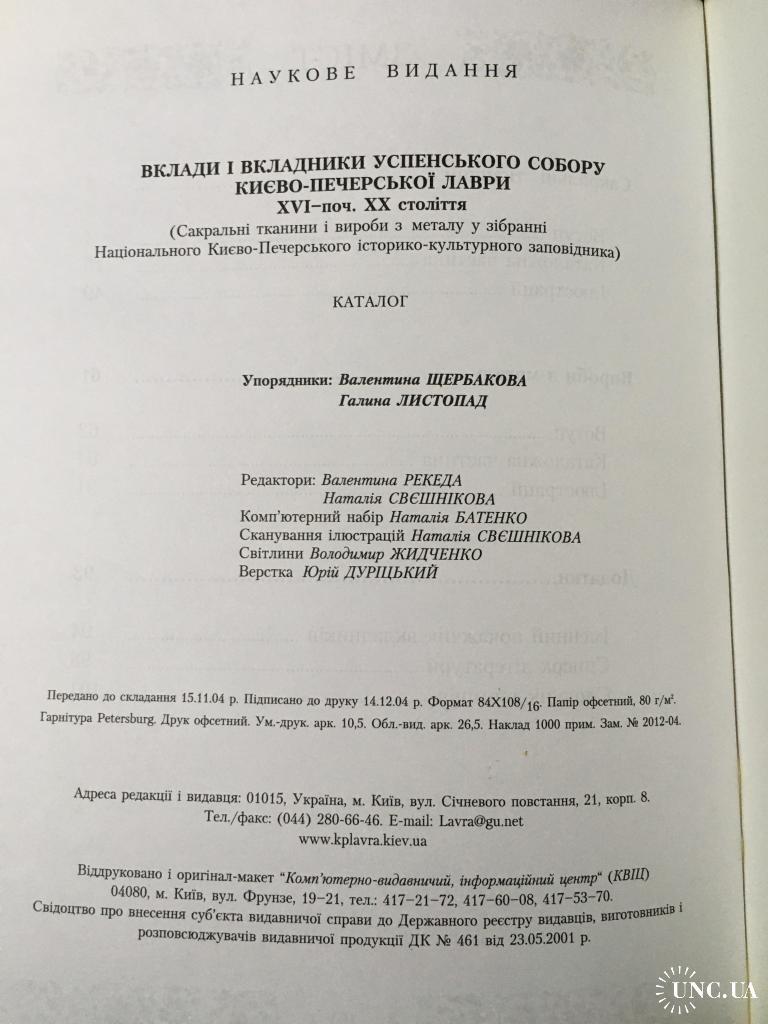 НАУКОВЕ ВИДАННЯ
ВКЛАДИ І ВКЛАДНИКИ УСПЕНСЬКОГО СОБОРУ
КИЄВО-ПЕЧЕРСЬКОЇ ЛАВРИ
XVI–поч. XX століття
(Сакральні тканини і вироби з металу у зібранні
Національного Києво-Печерського історико-культурного заповідника)
КАТАЛОГ
Упорядники: Валентина ЩЕРБАКОВА
Галина ЛИСТОПАД
Редактори: Валентина РЕКЕДА
Наталія СВЄШНІКОВА
Комп'ютерний набір Наталія БАТЕНКО
Сканування ілюстрацій Наталія СВЄШНІКОВА
Світлини Володимир ЖИДЧЕНКО
Верстка Юрій ДУРІЦЬКИЙ
Передано до складання 15.11.04 р. Підписано до друку 14.12.04 р. Формат 84Х108/16. Папір офсетний, 80 г/м².
Гарнітура Petersburg. Друк офсетний. Ум.-друк. арк. 10,5. Обл.-вид. арк. 26,5. Наклад 1000 прим. Зам. № 2012-04.
Адреса редакції і видавця: 01015, Україна, м. Київ, вул. Січневого повстання, 21, корп. 8.
Тел./факс: (044) 280-66-46. E-mail: Lavra@gu.net
www.kplavra.kiev.ua
Віддруковано і оригінал-макет "Комп'ютерно-видавничий, інформаційний центр" (КВІЦ)
04080, м. Київ, вул. Фрунзе, 19-21, тел.: 417-21-72, 417-60-08, 417-53-70.
Свідоцтво про внесення суб'єкта видавничої справи до Державного реєстру видавців, виготовників і
розповсюджувачів видавничої продукції ДК № 461 від 23.05.2001 р.
UNC.UA